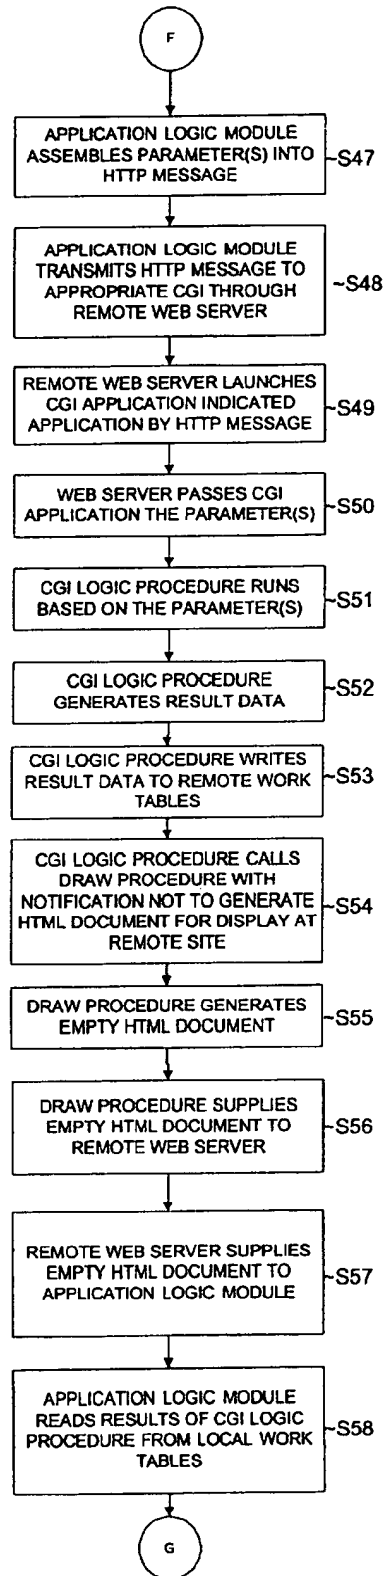 F
APPLICATION LOGIC MODULE
ASSEMBLES PARAMETER(S) INTO
HTTP MESSAGE
~S47
APPLICATION LOGIC MODULE
TRANSMITS HTTP MESSAGE TO
APPROPRIATE CGI THROUGH
REMOTE WEB SERVER
~S48
REMOTE WEB SERVER LAUNCHES
CGI APPLICATION INDICATED
APPLICATION BY HTTP MESSAGE
~S49
WEB SERVER PASSES CGI
APPLICATION THE PARAMETER(S)
~S50
CGI LOGIC PROCEDURE RUNS
BASED ON THE PARAMETER(S)
~S51
CGI LOGIC PROCEDURE
GENERATES RESULT DATA
~S52
CGI LOGIC PROCEDURE WRITES
RESULT DATA TO REMOTE WORK
TABLES
~S53
CGI LOGIC PROCEDURE CALLS
DRAW PROCEDURE WITH
NOTIFICATION NOT TO GENERATE
HTML DOCUMENT FOR DISPLAY AT
REMOTE SITE
~S54
DRAW PROCEDURE GENERATES
EMPTY HTML DOCUMENT
~S55
DRAW PROCEDURE SUPPLIES
EMPTY HTML DOCUMENT TO
REMOTE WEB SERVER
~S56
REMOTE WEB SERVER SUPPLIES
EMPTY HTML DOCUMENT TO
APPLICATION LOGIC MODULE
~S57
APPLICATION LOGIC MODULE
READS RESULTS OF CGI LOGIC
PROCEDURE FROM LOCAL WORK
TABLES
~S58
G